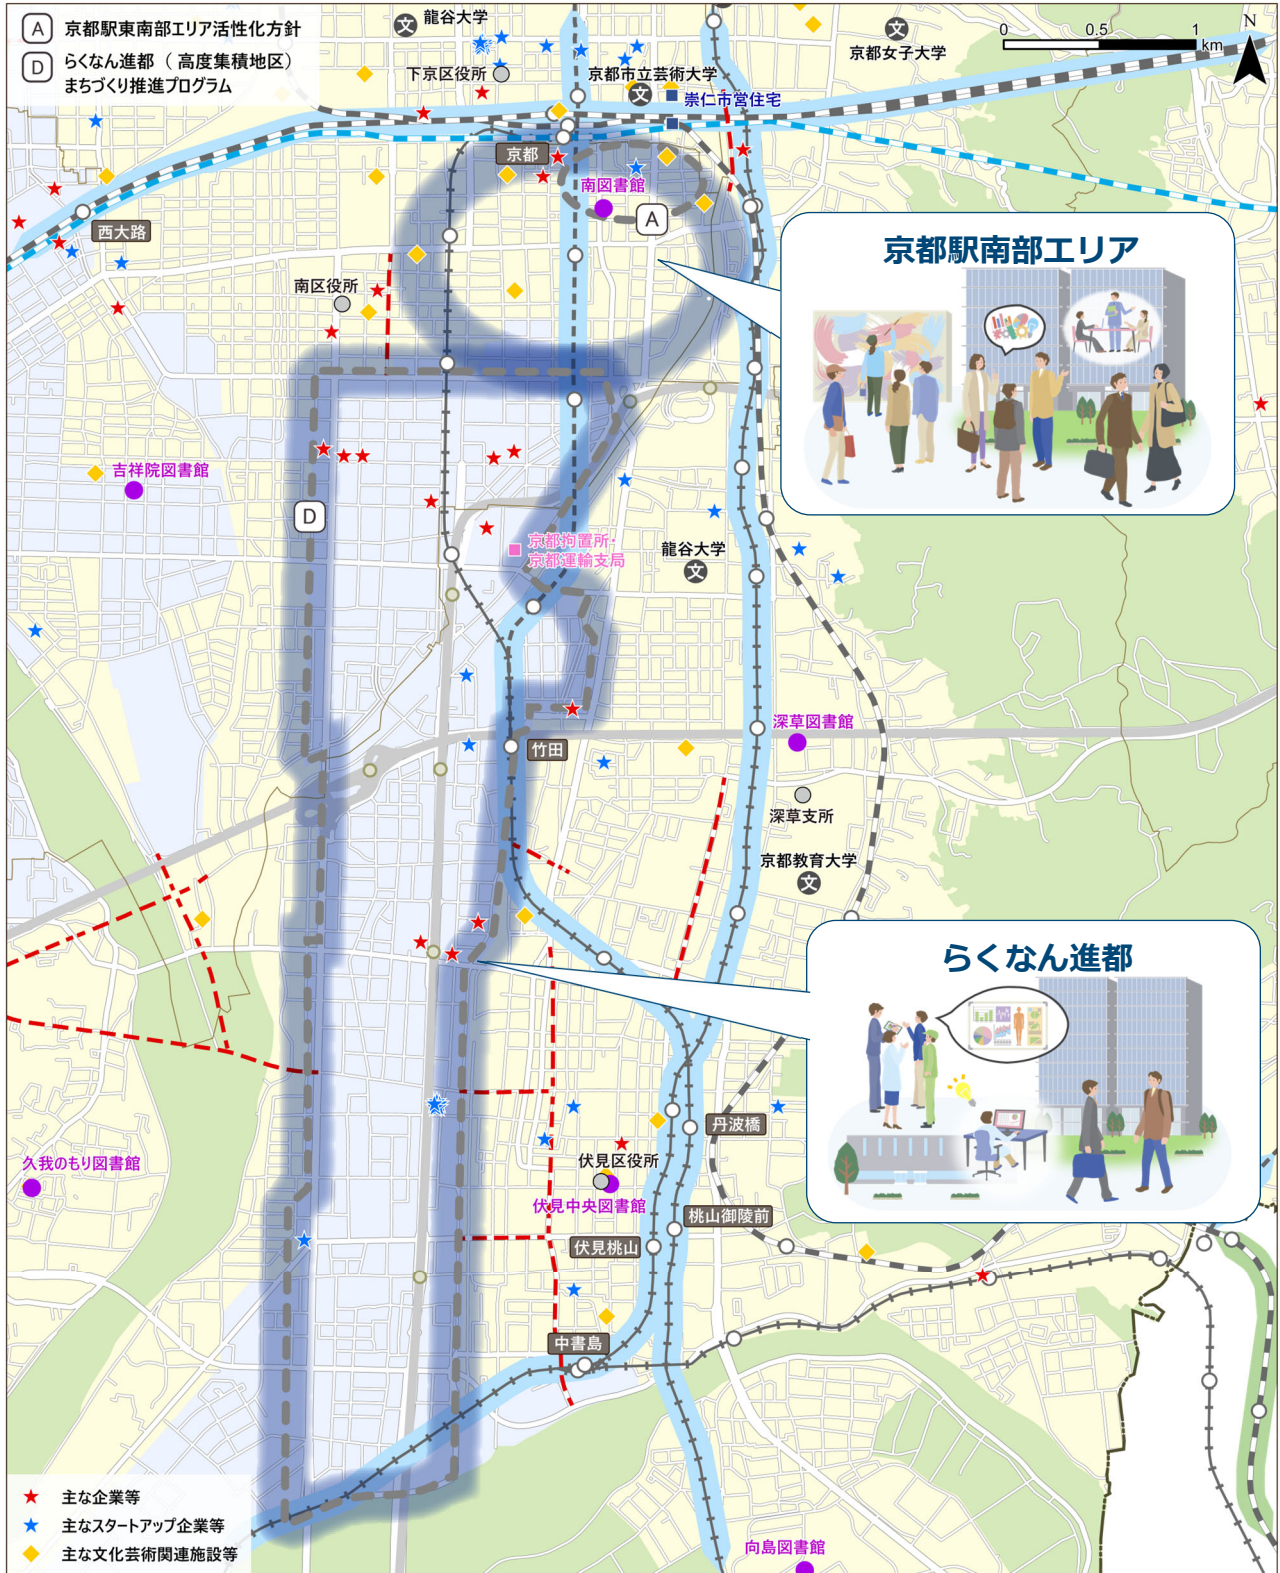 A 京都駅東南部エリア活性化方針
D らくなん進都（高度集積地区）
まちづくり推進プログラム
龍谷大学
文
下京区役所
京都市立芸術大学
文
崇仁市営住宅
文
京都女子大学
0 0.5 1
km
N
京都
南図書館
A
西大路
南区役所
京都駅南部エリア
吉祥院図書館
D
京都拘置所・
京都運輸支局
龍谷大学
文
深草図書館
竹田
深草支所
京都教育大学
文
らくなん進都
丹波橋
久我のもり図書館
伏見区役所
伏見中央図書館
桃山御陵前
伏見桃山
中書島
主な企業等
主なスタートアップ企業等
主な文化芸術関連施設等
向島図書館